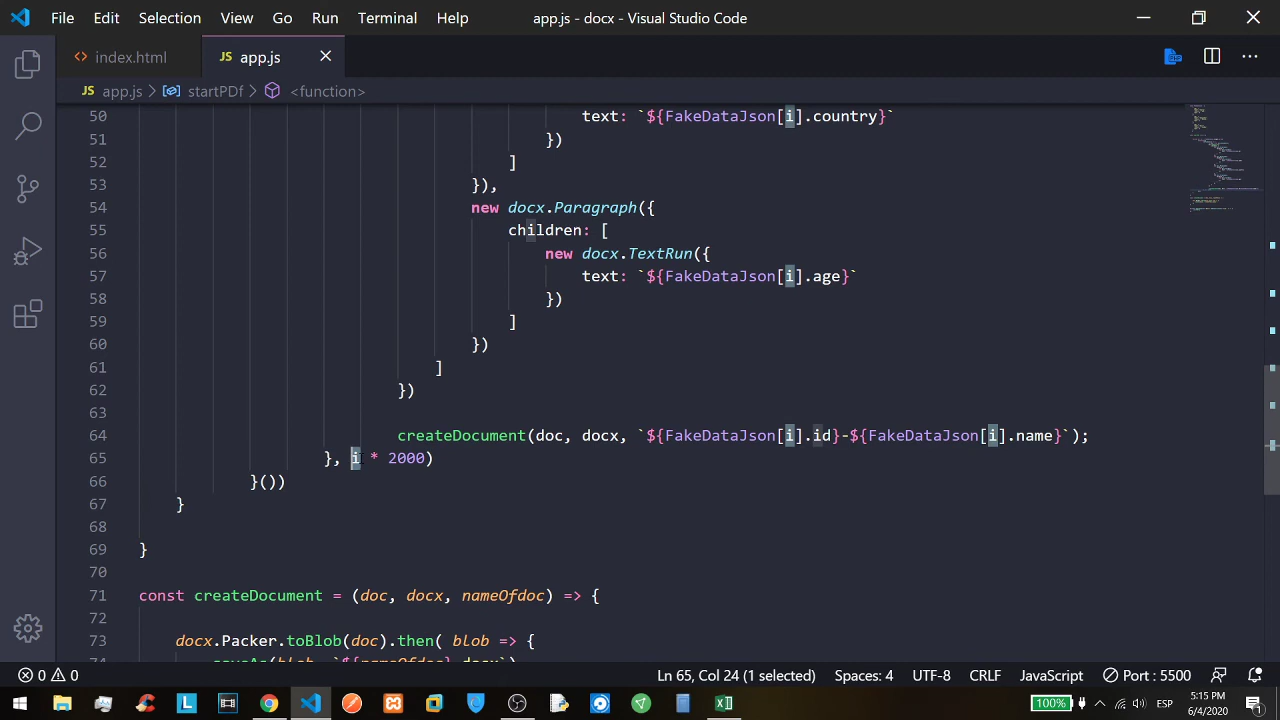 File Edit Selection View Go Run Terminal Help app.js - docx - Visual Studio Code
<> index.html JS app.js
JS app.js > startPDf > <function>
50 text: `${FakeDataJson[i].country}`
51 })
52 ]
53 }),
54 new docx.Paragraph({
55 children: [
56 new docx.TextRun({
57 text: `${FakeDataJson[i].age}`
58 })
59 ]
60 })
61 ]
62 })
63
64 createDocument(doc, docx, `${FakeDataJson[i].id}-${FakeDataJson[i].name}`);
65 }, i * 2000)
66 }())
67 }
68
69 }
70
71 const createDocument = (doc, docx, nameOfdoc) => {
72
73 docx.Packer.toBlob(doc).then( blob => {
0 0 Ln 65, Col 24 (1 selected) Spaces: 4 UTF-8 CRLF JavaScript Port : 5500
L 100% ESP 5:15 PM
6/4/2020 1